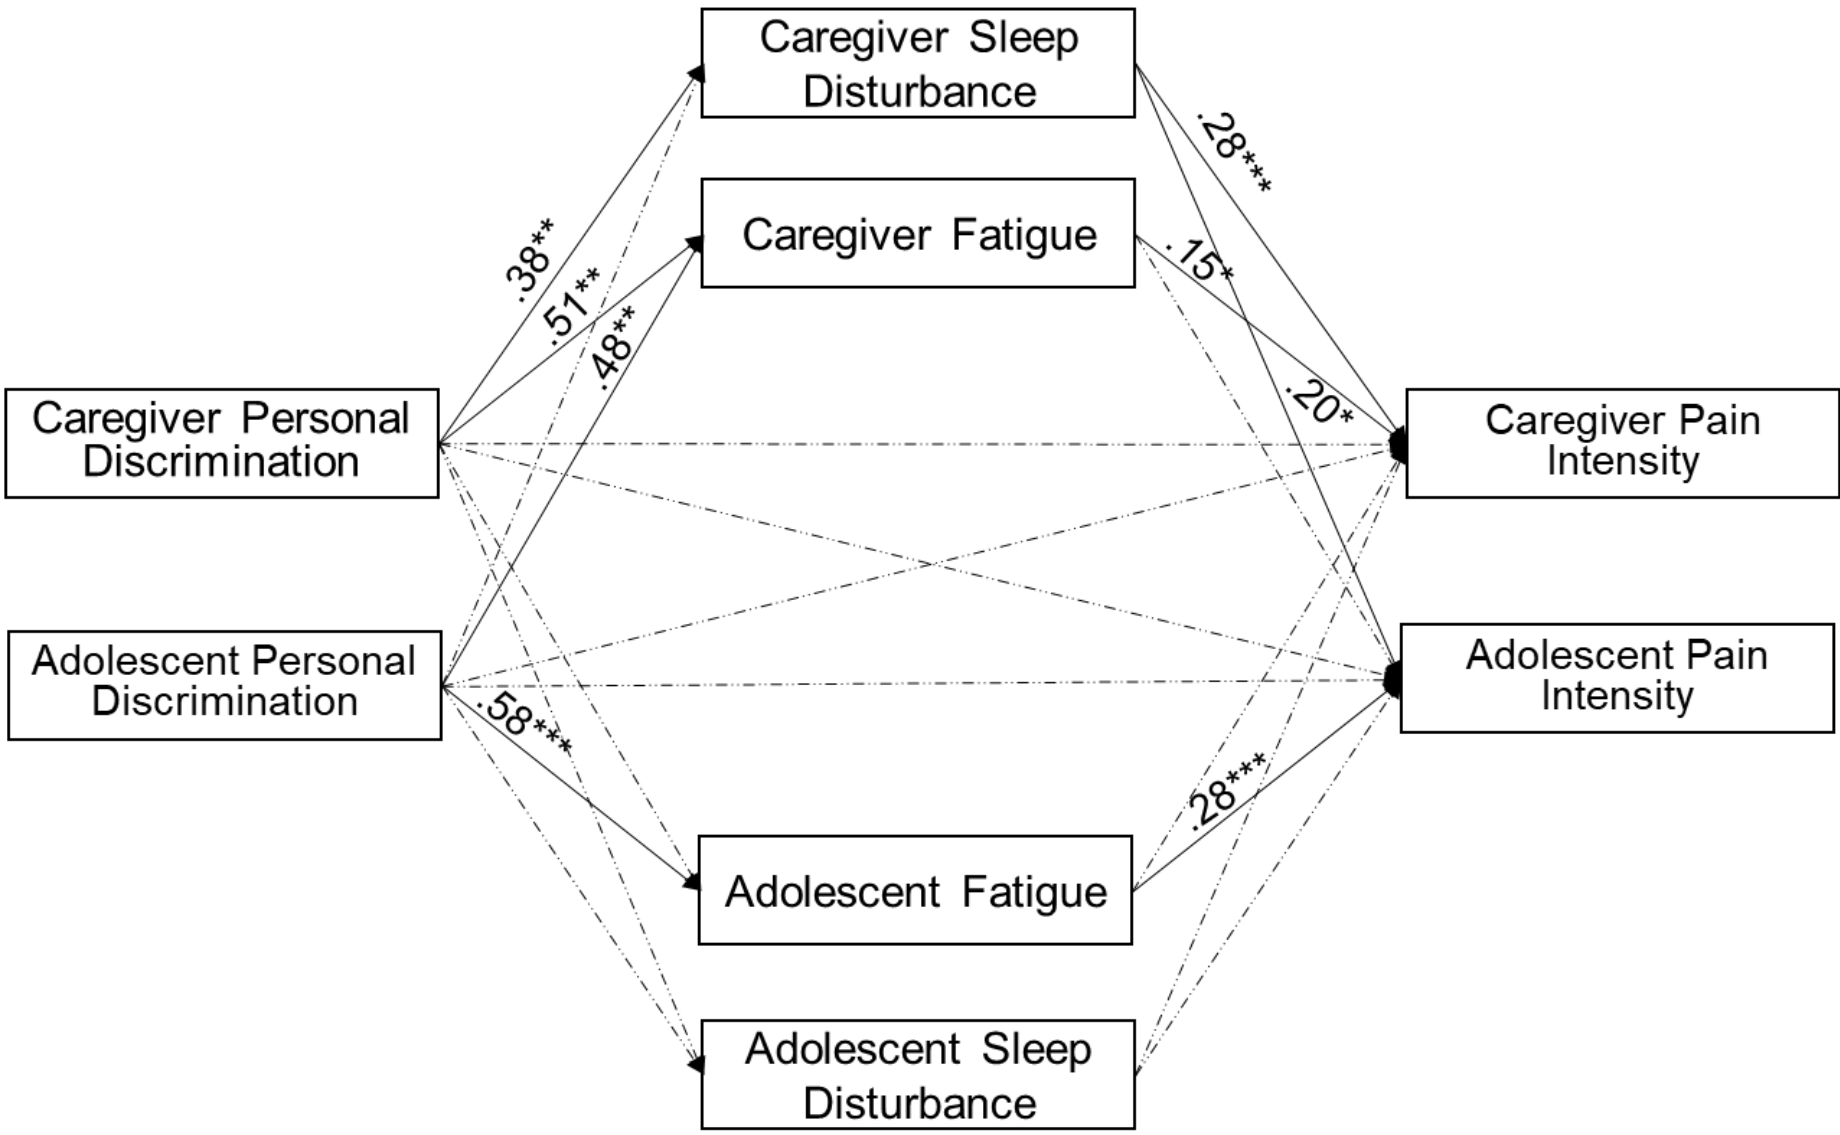 Caregiver Sleep
Disturbance
.28***
Caregiver Fatigue
.15*
.38**
.51**
.48**
.20*
Caregiver Personal
Discrimination
Caregiver Pain
Intensity
Adolescent Personal
Discrimination
Adolescent Pain
Intensity
.58***
.28***
Adolescent Fatigue
Adolescent Sleep
Disturbance